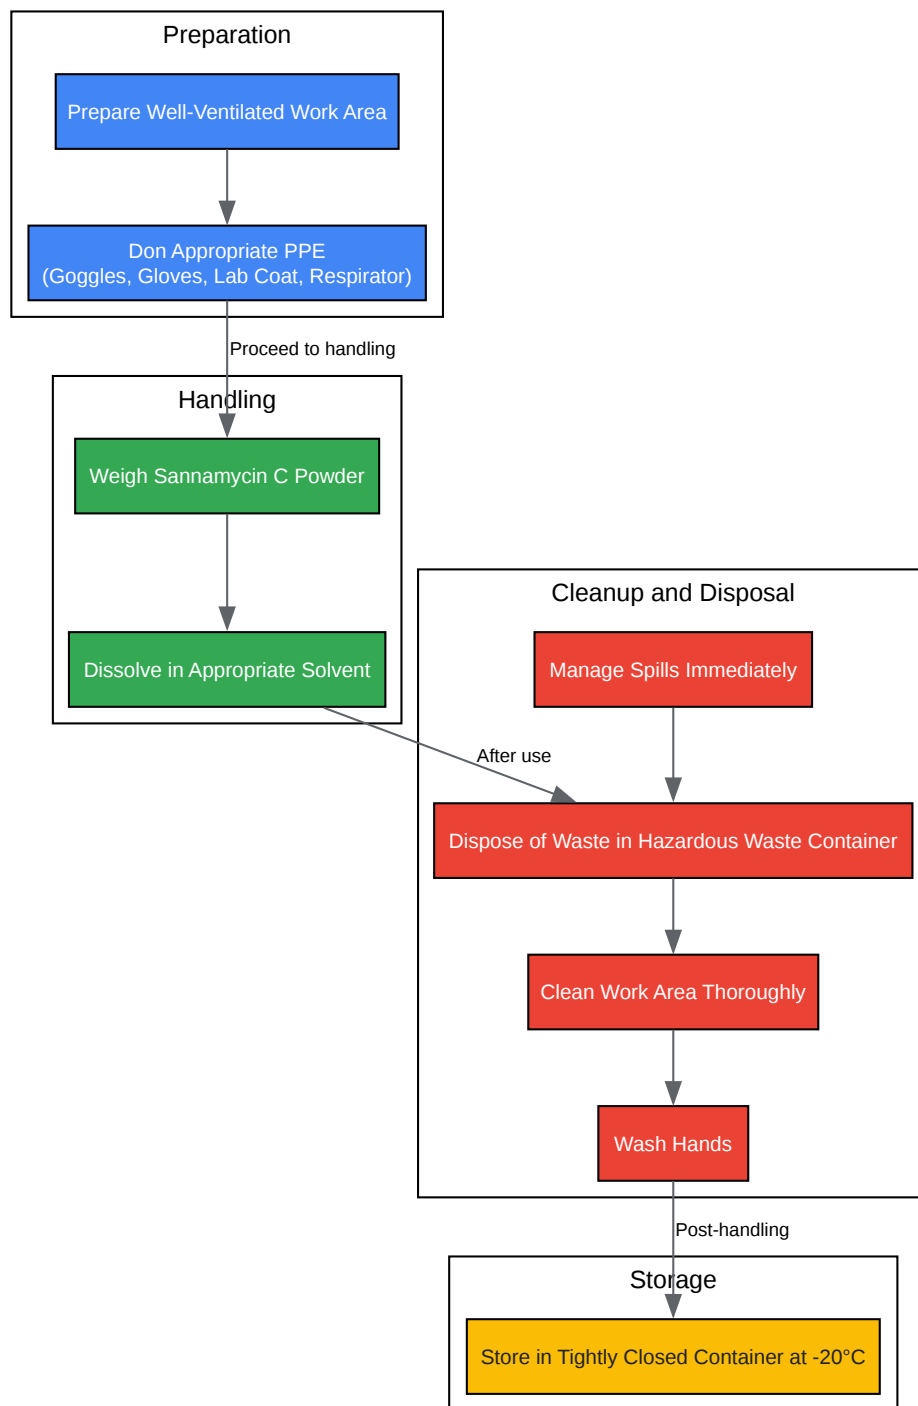 Preparation
Prepare Well-Ventilated Work Area
Don Appropriate PPE
(Goggles, Gloves, Lab Coat, Respirator)
Proceed to handling
Handling
Weigh Sannamycin C Powder
Dissolve in Appropriate Solvent
Cleanup and Disposal
Manage Spills Immediately
After use
Dispose of Waste in Hazardous Waste Container
Clean Work Area Thoroughly
Wash Hands
Post-handling
Storage
Store in Tightly Closed Container at -20°C